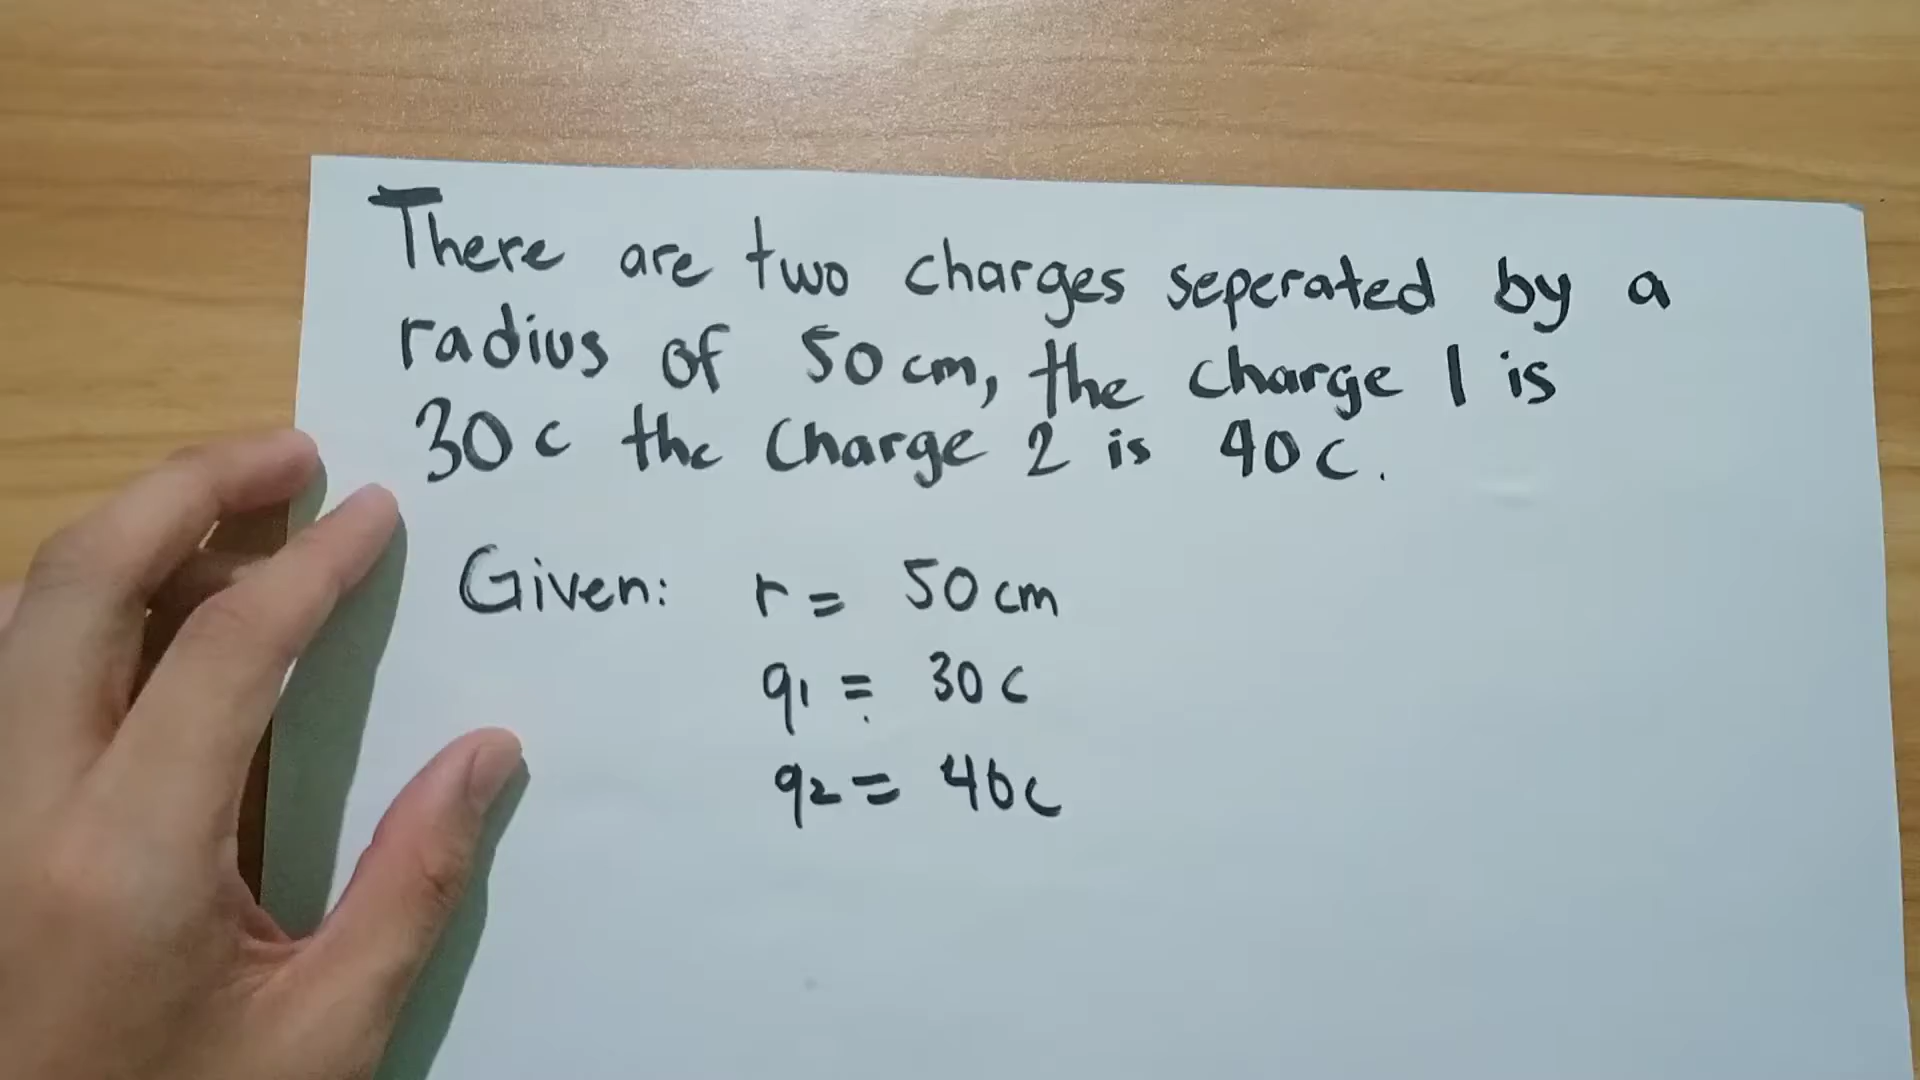 There are two charges seperated by a
radius of 50 cm, the charge 1 is
30 c the charge 2 is 40 c.
Given: r = 50 cm
q1 = 30 c
q2 = 40 c